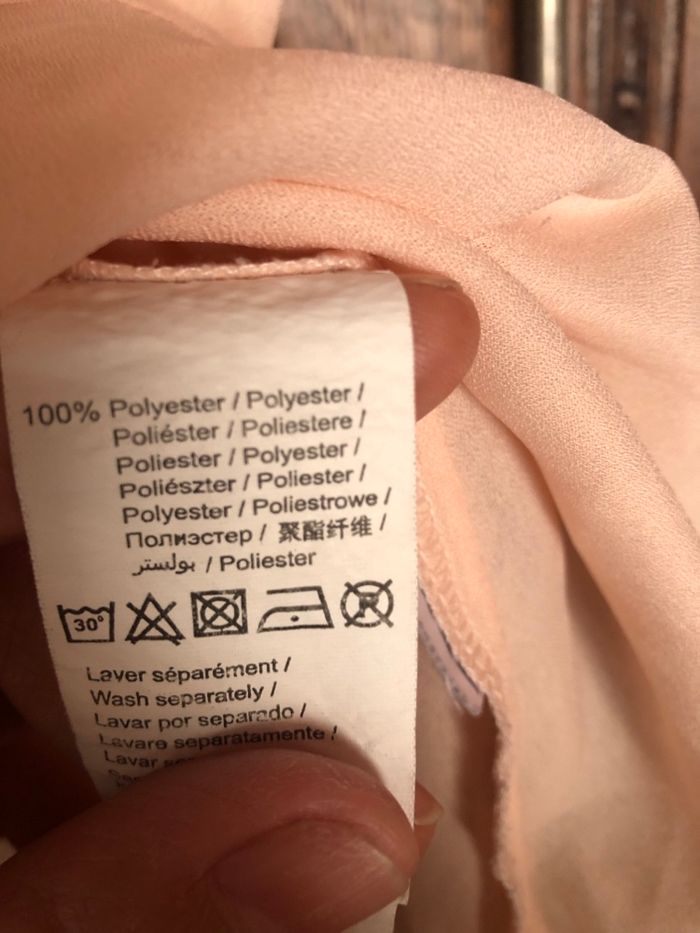 100% Polyester / Polyester /
Poliéster / Poliestere /
Poliester / Polyester /
Poliészter / Poliester /
Polyester / Poliestrowe /
Полиэстер / 聚酯纤维 /
بولستر / Poliester
30°
R
Laver séparément /
Wash separately /
Lavar por separado /
Lavare separatamente /
Lavar